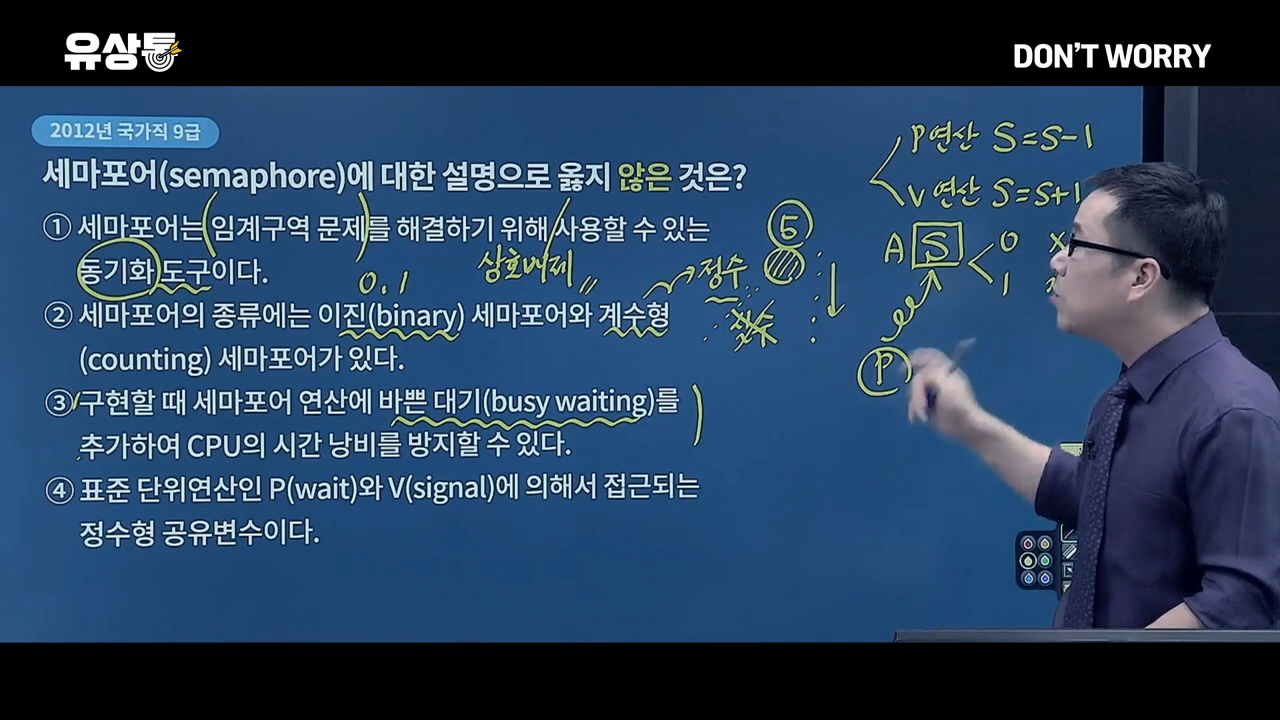 유상통
DON'T WORRY
2012년 국가직 9급
세마포어(semaphore)에 대한 설명으로 옳지 않은 것은?
① 세마포어는 임계구역 문제를 해결하기 위해 사용할 수 있는
동기화 도구이다.
② 세마포어의 종류에는 이진(binary) 세마포어와 계수형
(counting) 세마포어가 있다.
③ 구현할 때 세마포어 연산에 바쁜 대기(busy waiting)를
추가하여 CPU의 시간 낭비를 방지할 수 있다.
④ 표준 단위연산인 P(wait)와 V(signal)에 의해서 접근되는
정수형 공유변수이다.
0.1
상호배제
정수
5
P연산 S=S-1
V연산 S=S+1
A S
0
1
P